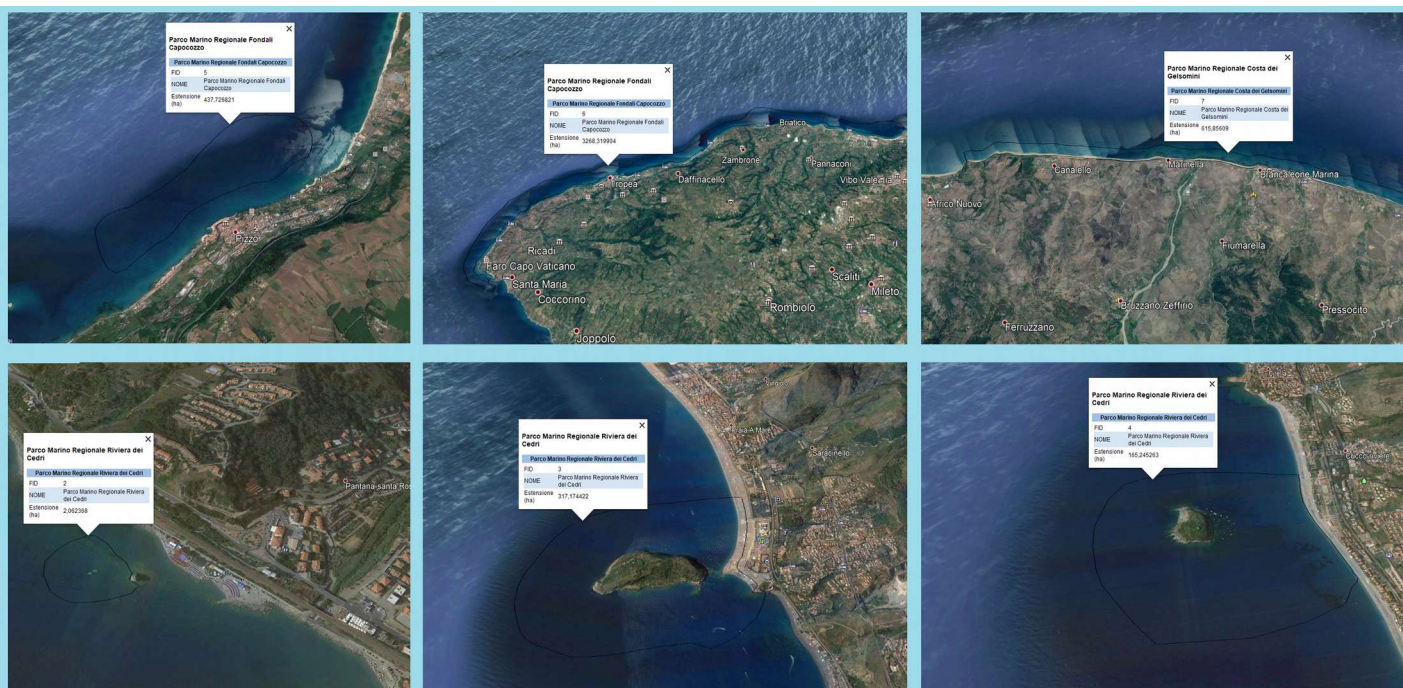 Parco Marino Regionale Fondali
Capocozzo
Parco Marino Regionale Fondali Capocozzo
FID 5
NOME Parco Marino Regionale Fondali
Capocozzo
Estensione
(ha) 437,726821
Pizzo
Parco Marino Regionale Fondali
Capocozzo
Parco Marino Regionale Fondali Capocozzo
FID 6
NOME Parco Marino Regionale Fondali
Capocozzo
Estensione
(ha) 3268,319904
Briatico
Zambrone
Pannaconi
Tropea
Daffinacello
Vibo Valentia
Ricadi
Faro Capo Vaticano
Santa Maria
Coccorino
Scaliti
Mileto
Rombiolo
Joppolo
Parco Marino Regionale Costa dei
Gelsomini
Parco Marino Regionale Costa dei Gelsomini
FID 7
NOME Parco Marino Regionale Costa dei
Gelsomini
Estensione
(ha) 615,85609
Canalello
Marinella
Brancaleone Marina
Africo Nuovo
Fiumarella
Bruzzano Zeffirio
Pressocito
Ferruzzano
Parco Marino Regionale Riviera dei
Cedri
Parco Marino Regionale Riviera dei Cedri
FID 2
NOME Parco Marino Regionale Riviera
dei Cedri
Estensione
(ha) 2,062368
Pantana-santa
Parco Marino Regionale Riviera dei
Cedri
Parco Marino Regionale Riviera dei Cedri
FID 3
NOME Parco Marino Regionale Riviera
dei Cedri
Estensione
(ha) 317,174422
Praia A Mare
Saracinello
Parco Marino Regionale Riviera dei
Cedri
Parco Marino Regionale Riviera dei Cedri
FID 4
NOME Parco Marino Regionale Riviera
dei Cedri
Estensione
(ha) 165,245263